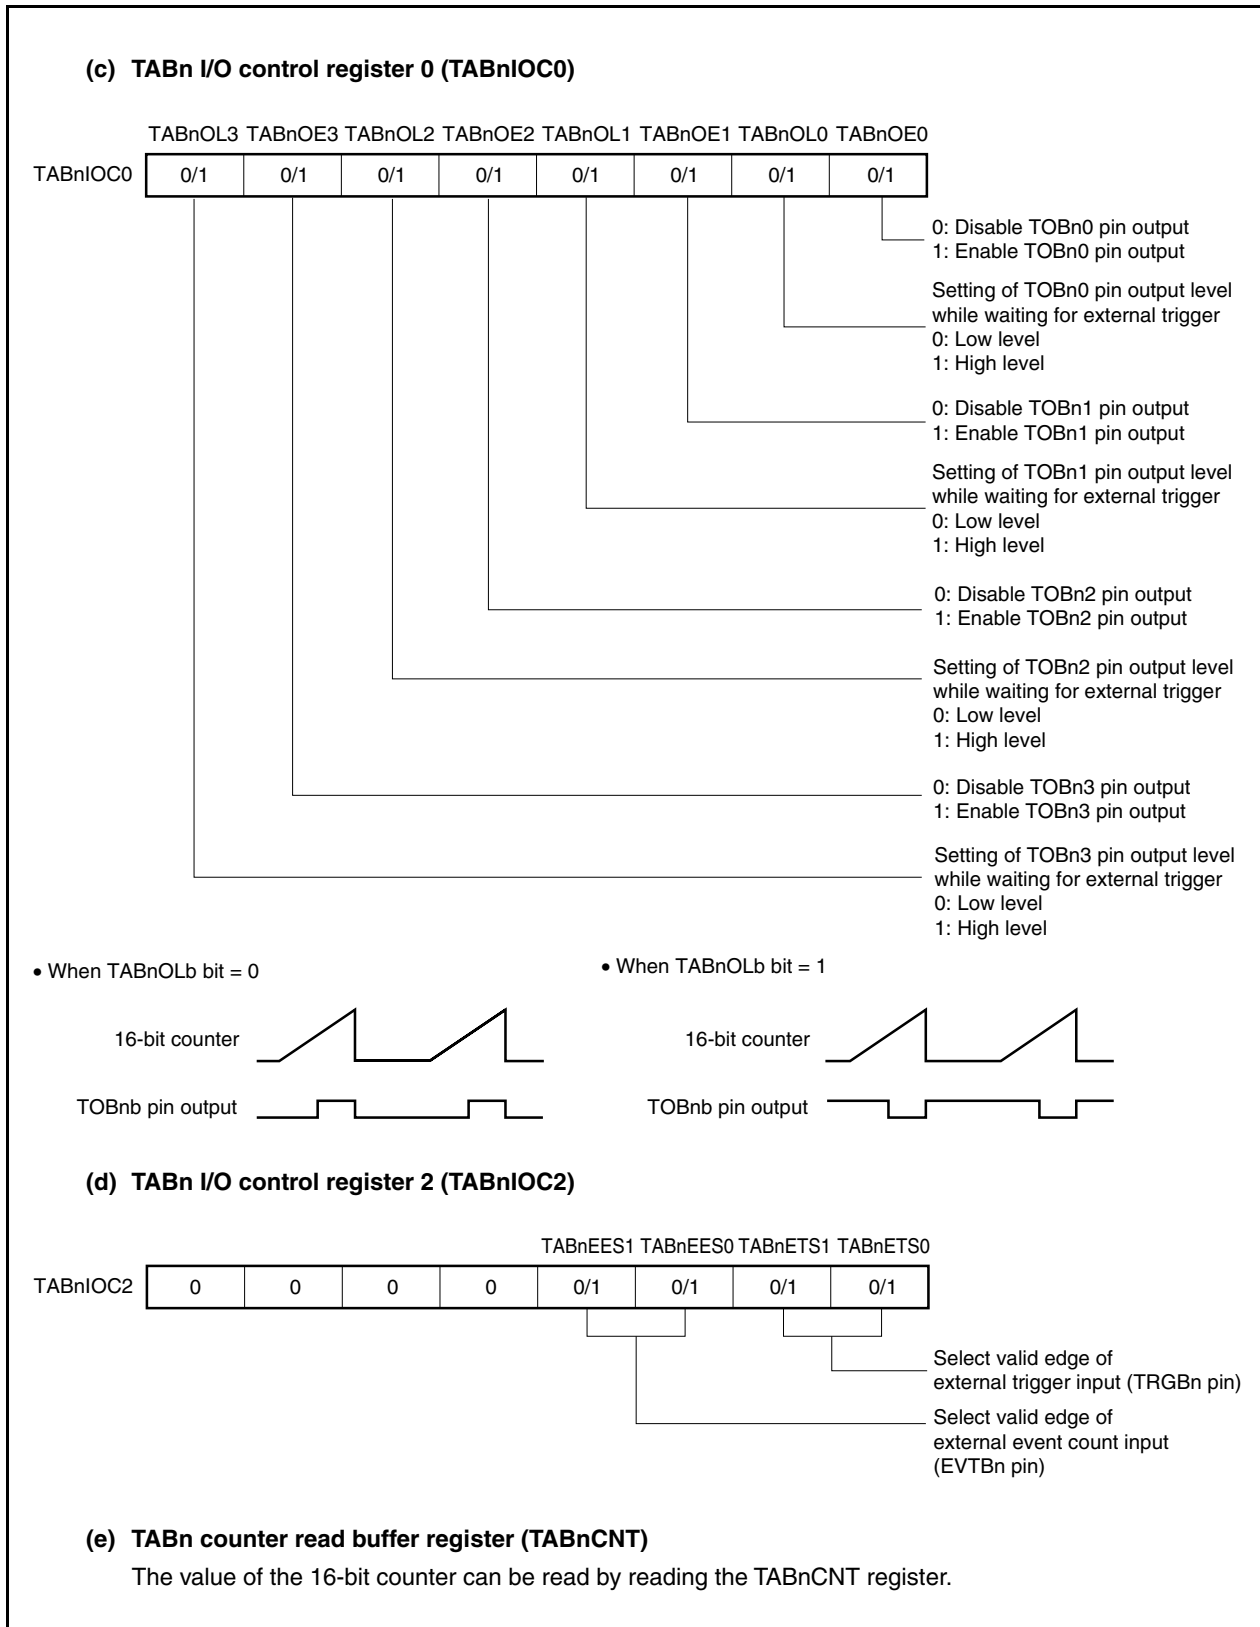 (c) TABn I/O control register 0 (TABnIOC0)
TABnOL3 TABnOE3 TABnOL2 TABnOE2 TABnOL1 TABnOE1 TABnOL0 TABnOE0
TABnIOC0 0/1 0/1 0/1 0/1 0/1 0/1 0/1 0/1
0: Disable TOBn0 pin output
1: Enable TOBn0 pin output
Setting of TOBn0 pin output level
while waiting for external trigger
0: Low level
1: High level
0: Disable TOBn1 pin output
1: Enable TOBn1 pin output
Setting of TOBn1 pin output level
while waiting for external trigger
0: Low level
1: High level
0: Disable TOBn2 pin output
1: Enable TOBn2 pin output
Setting of TOBn2 pin output level
while waiting for external trigger
0: Low level
1: High level
0: Disable TOBn3 pin output
1: Enable TOBn3 pin output
Setting of TOBn3 pin output level
while waiting for external trigger
0: Low level
1: High level
• When TABnOLb bit = 0
16-bit counter
TOBnb pin output
• When TABnOLb bit = 1
16-bit counter
TOBnb pin output
(d) TABn I/O control register 2 (TABnIOC2)
TABnEES1 TABnEES0 TABnETS1 TABnETS0
TABnIOC2 0 0 0 0 0/1 0/1 0/1 0/1
Select valid edge of
external trigger input (TRGBn pin)
Select valid edge of
external event count input
(EVTBn pin)
(e) TABn counter read buffer register (TABnCNT)
The value of the 16-bit counter can be read by reading the TABnCNT register.